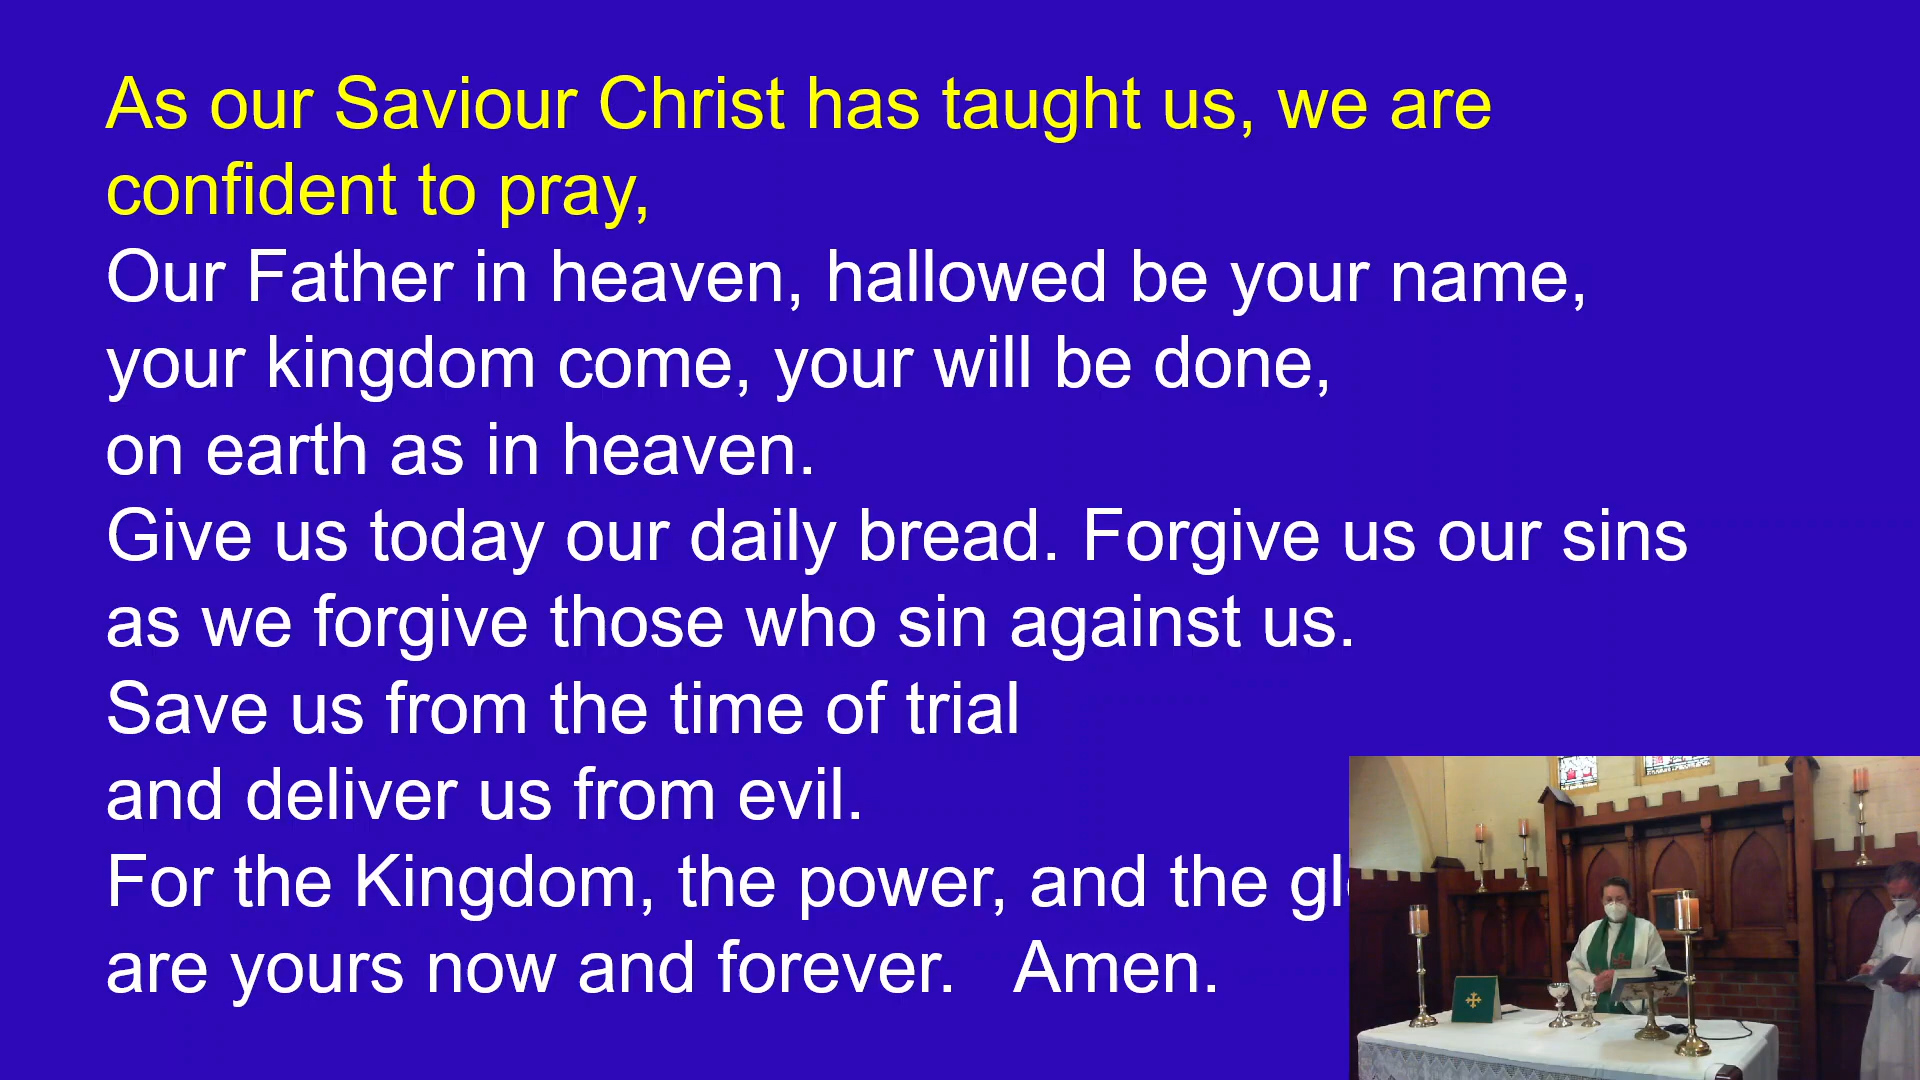 As our Saviour Christ has taught us, we are
confident to pray,
Our Father in heaven, hallowed be your name,
your kingdom come, your will be done,
on earth as in heaven.
Give us today our daily bread. Forgive us our sins
as we forgive those who sin against us.
Save us from the time of trial
and deliver us from evil.
For the Kingdom, the power, and the
are yours now and forever. Amen.